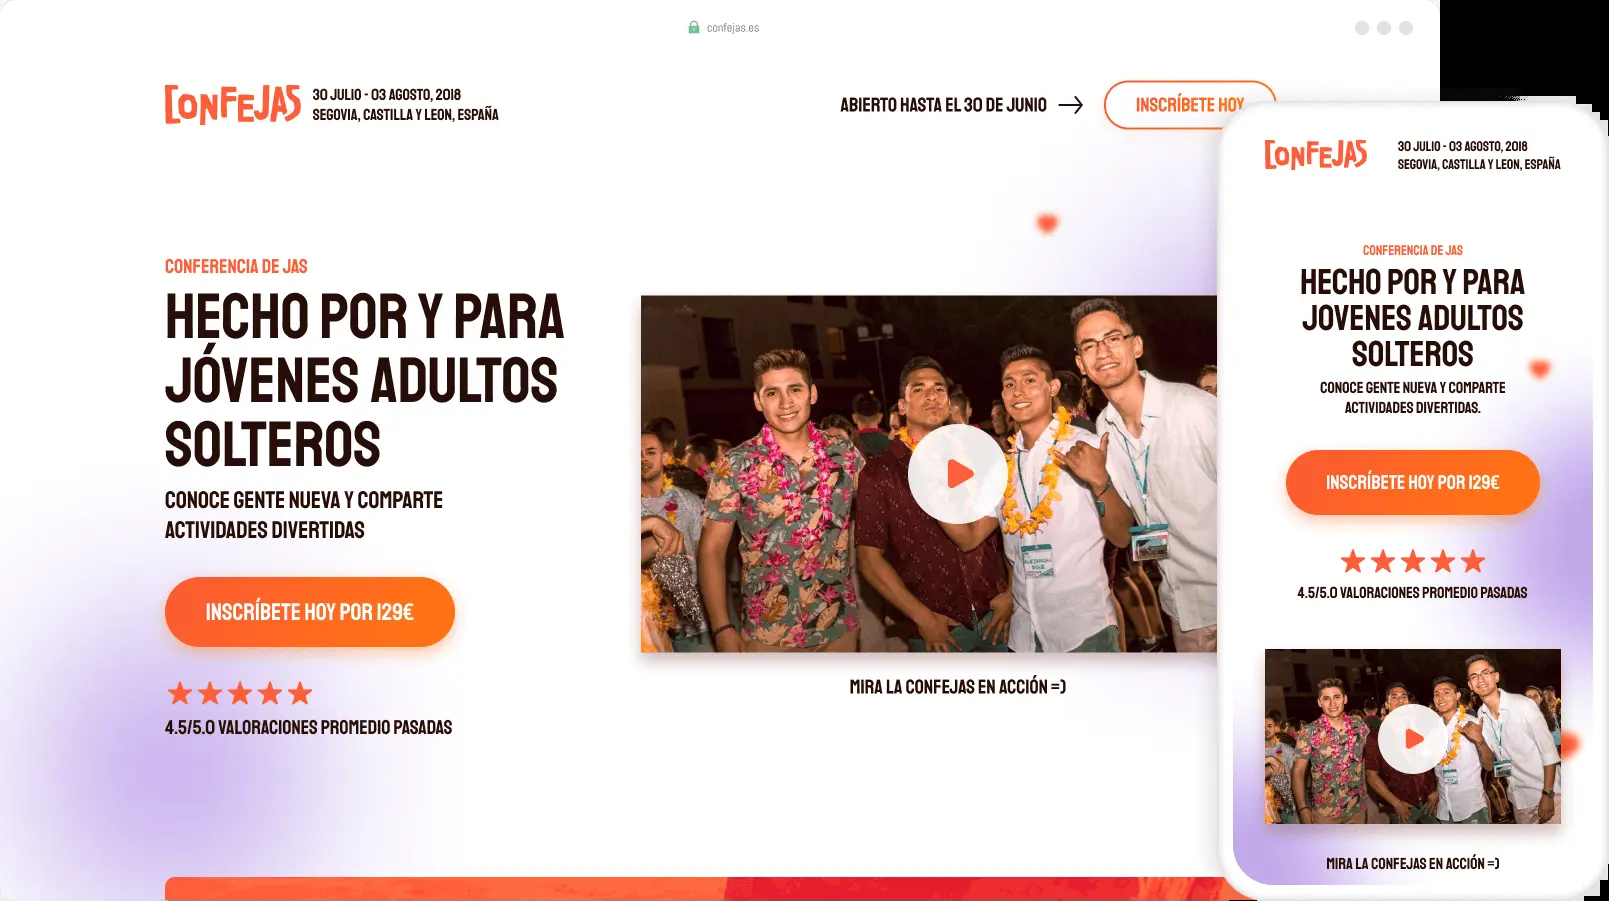 confejas.es
CONFEJAS
30 JULIO - 03 AGOSTO, 2018
SEGOVIA, CASTILLA Y LEON, ESPAÑA
ABIERTO HASTA EL 30 DE JUNIO
INSCRÍBETE HOY
CONFERENCIA DE JAS
HECHO POR Y PARA
JÓVENES ADULTOS
SOLTEROS
CONOCE GENTE NUEVA Y COMPARTE
ACTIVIDADES DIVERTIDAS
INSCRÍBETE HOY POR 129€
4.5/5.0 VALORACIONES PROMEDIO PASADAS
MIRA LA CONFEJAS EN ACCIÓN =)
CONFEJAS
30 JULIO - 03 AGOSTO, 2018
SEGOVIA, CASTILLA Y LEON, ESPAÑA
CONFERENCIA DE JAS
HECHO POR Y PARA
JOVENES ADULTOS
SOLTEROS
CONOCE GENTE NUEVA Y COMPARTE
ACTIVIDADES DIVERTIDAS.
INSCRÍBETE HOY POR 129€
4.5/5.0 VALORACIONES PROMEDIO PASADAS
MIRA LA CONFEJAS EN ACCIÓN =)